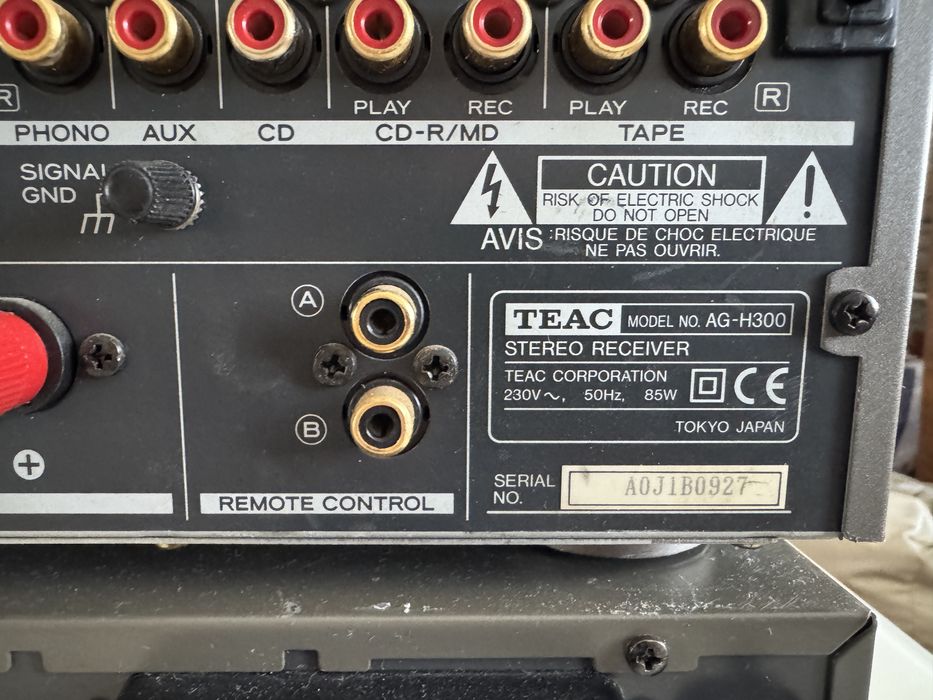 PLAY REC PLAY REC R
R
PHONO AUX CD CD-R/MD TAPE
SIGNAL
GND
CAUTION
RISK OF ELECTRIC SHOCK
DO NOT OPEN
AVIS :RISQUE DE CHOC ELECTRIQUE
NE PAS OUVRIR.
A
B
REMOTE CONTROL
TEAC MODEL NO. AG-H300
STEREO RECEIVER
TEAC CORPORATION
230V～, 50Hz, 85W CE
TOKYO JAPAN
SERIAL
NO.
A0J1B0927